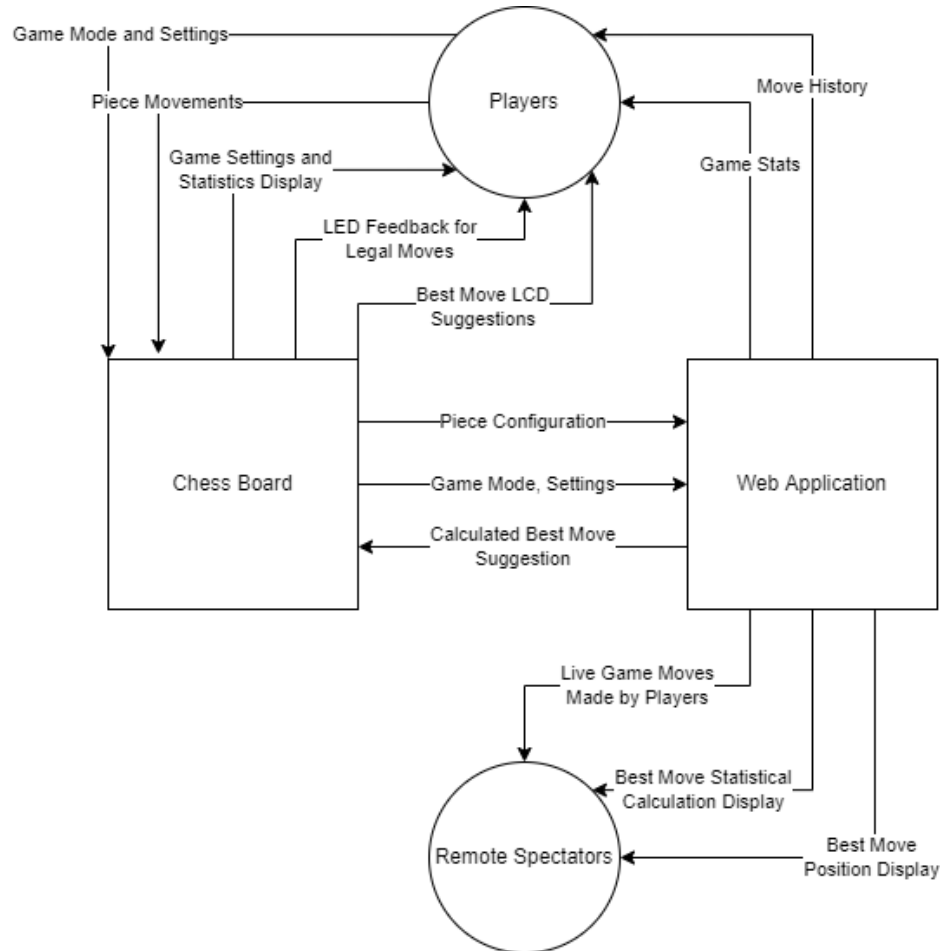 Game Mode and Settings
Players
Move History
Piece Movements
Game Settings and
Statistics Display
Game Stats
LED Feedback for
Legal Moves
Best Move LCD
Suggestions
Piece Configuration
Chess Board
Game Mode, Settings
Web Application
Calculated Best Move
Suggestion
Live Game Moves
Made by Players
Best Move Statistical
Calculation Display
Remote Spectators
Best Move
Position Display